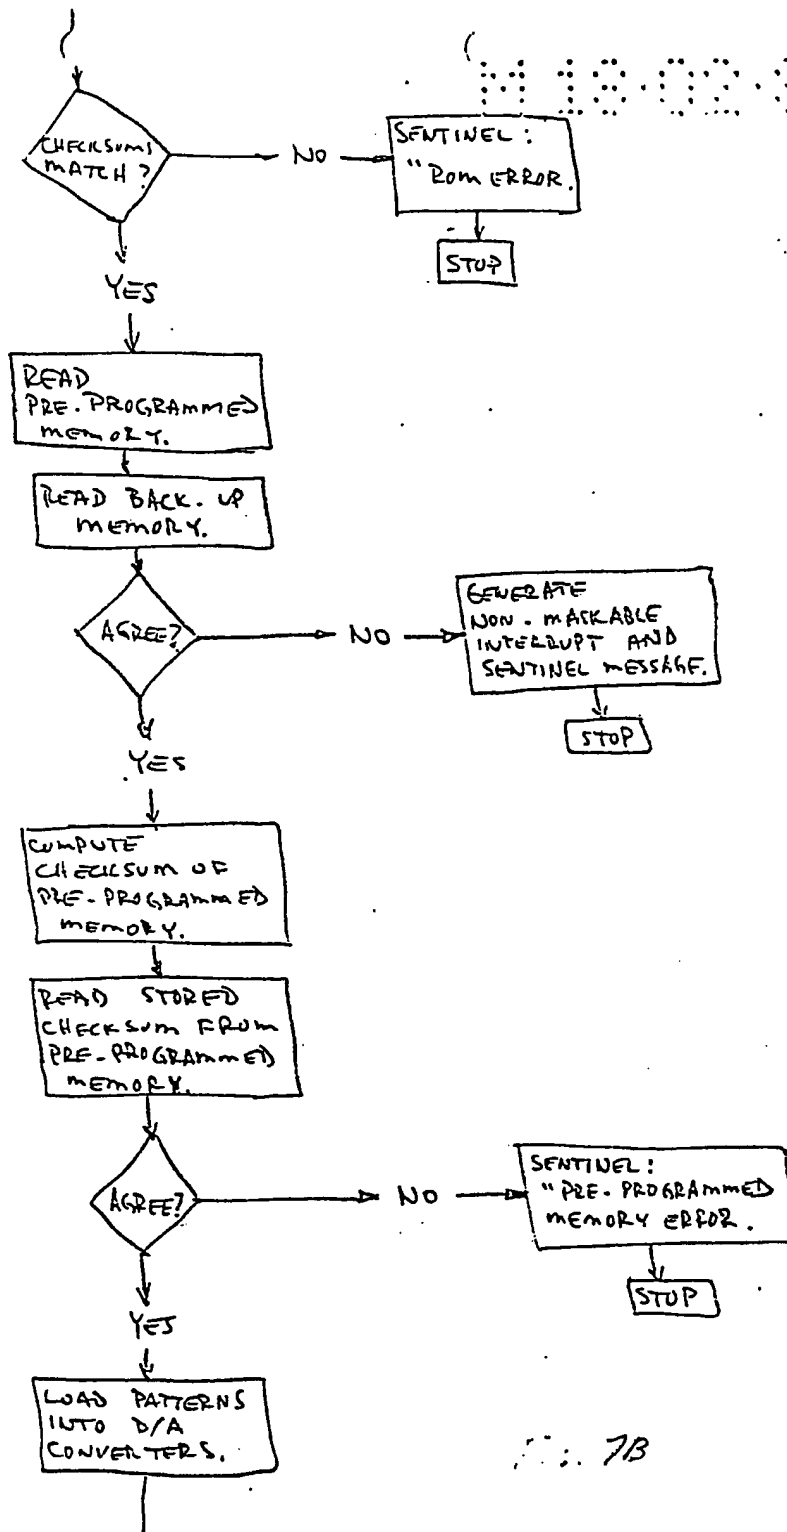 M 18·02·
CHECKSUMS
MATCH?
NO
SENTINEL:
"ROM ERROR.
STOP
YES
READ
PRE-PROGRAMMED
MEMORY.
READ BACK-UP
MEMORY.
AGREE?
NO
GENERATE
NON-MASKABLE
INTERRUPT AND
SENTINEL MESSAGE.
STOP
YES
COMPUTE
CHECKSUM OF
PRE-PROGRAMMED
MEMORY.
READ STORED
CHECKSUM FROM
PRE-PROGRAMMED
MEMORY.
AGREE?
NO
SENTINEL:
"PRE-PROGRAMMED
MEMORY ERROR.
STOP
YES
LOAD PATTERNS
INTO D/A
CONVERTERS.
7B